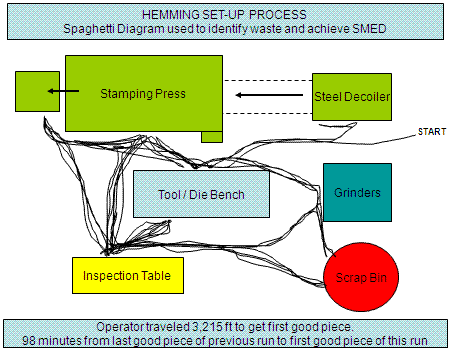 HEMMING SET-UP PROCESS
Spaghetti Diagram used to identify waste and achieve SMED
Stamping Press
Steel Decoiler
START
Tool / Die Bench
Grinders
Inspection Table
Scrap Bin
Operator traveled 3,215 ft to get first good piece.
98 minutes from last good piece of previous run to first good piece of this run